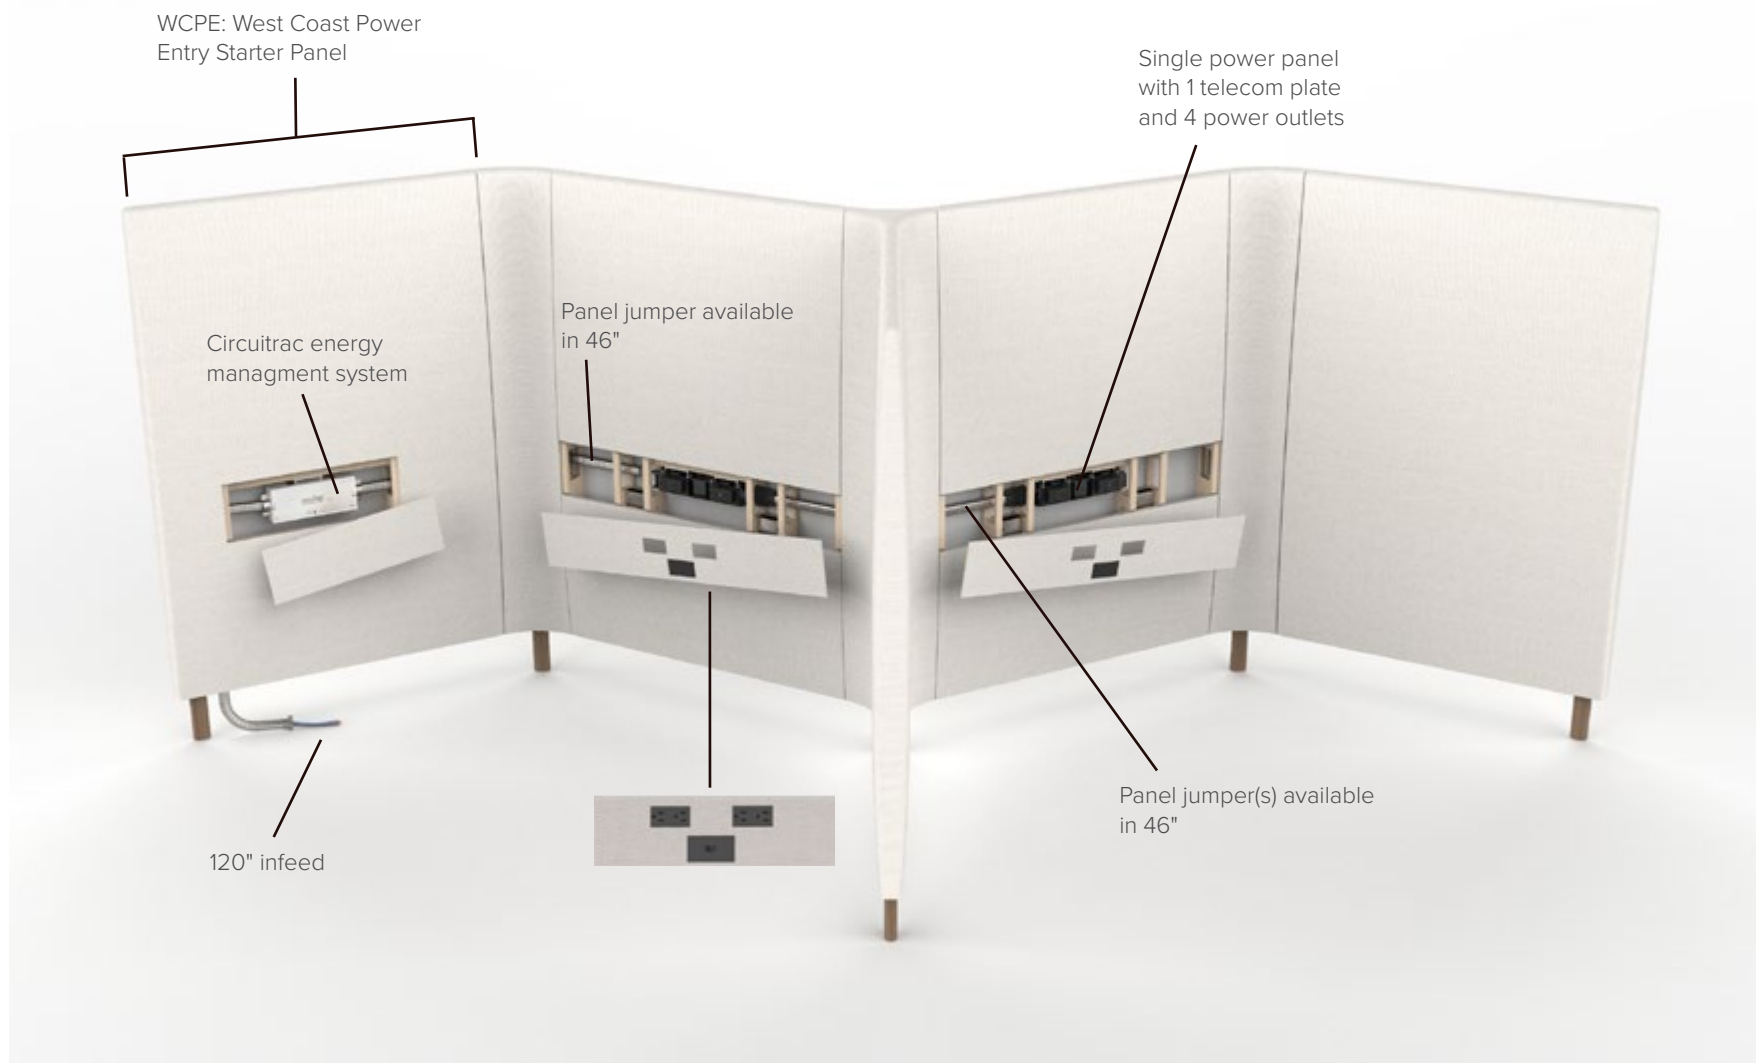 WCPE: West Coast Power
Entry Starter Panel
Single power panel
with 1 telecom plate
and 4 power outlets
Panel jumper available
in 46"
Circuitrac energy
managment system
Panel jumper(s) available
in 46"
120" infeed